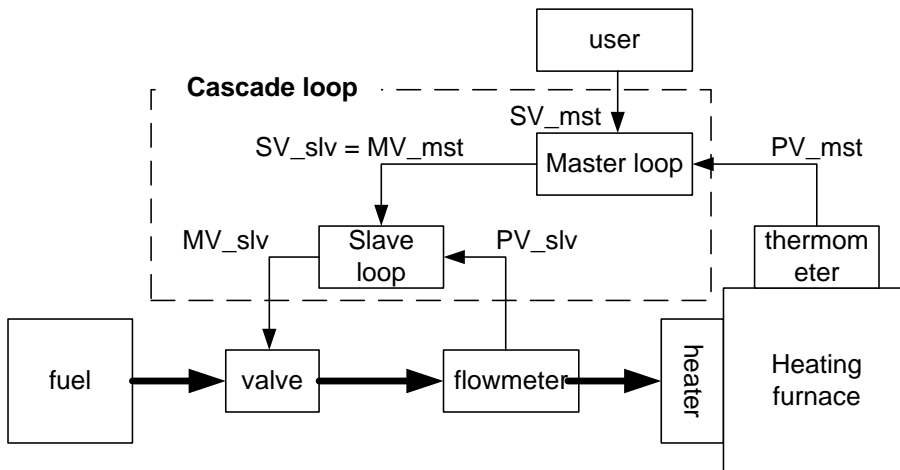 user
Cascade loop
SV_mst
SV_slv = MV_mst
Master loop
PV_mst
MV_slv
Slave
loop
PV_slv
thermom
eter
fuel
valve
flowmeter
heater
Heating
furnace